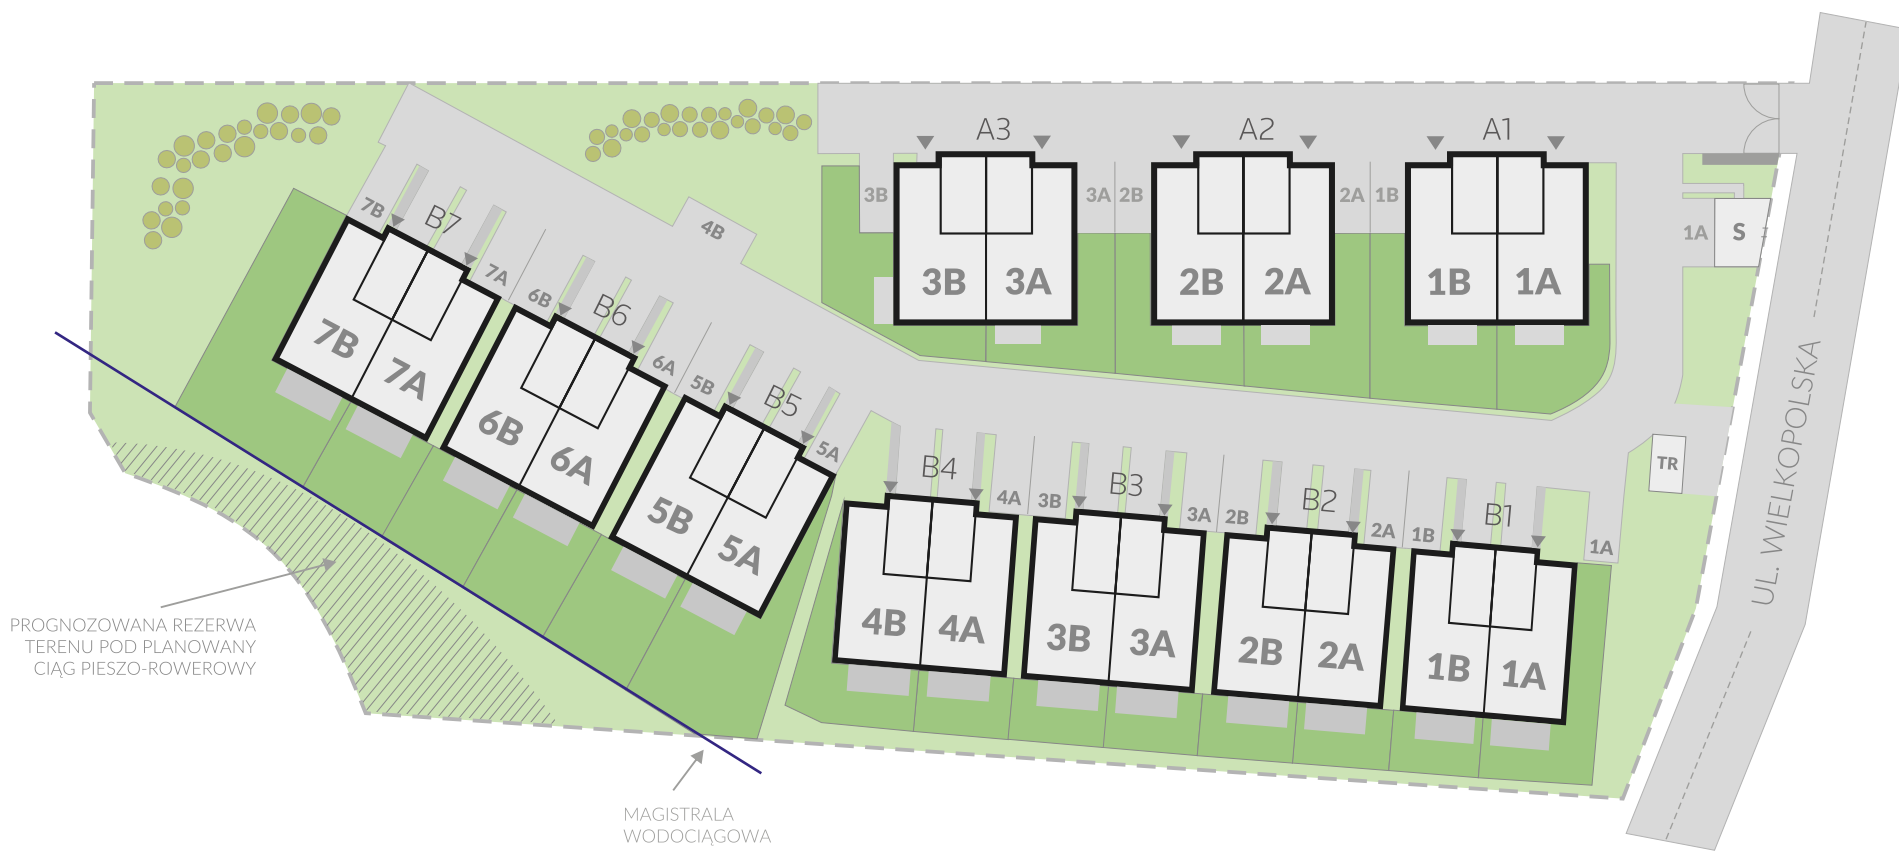 A3
A2
A1
3B
3A
2B
2A
1B
3B
3A
2B
2A
1B
1A
1A
S
4B
7B
B7
7A
7B
7A
6B
B6
6A
6B
6A
5B
B5
5A
5B
5A
B4
4A
4B
4A
3B
B3
3A
3B
3A
2B
B2
2A
2B
2A
1B
B1
1A
1B
1A
TR
UL. WIELKOPOLSKA
PROGNOZOWANA REZERWA
TERENU POD PLANOWANY
CIĄG PIESZO-ROWEROWY
MAGISTRALA
WODOCIĄGOWA